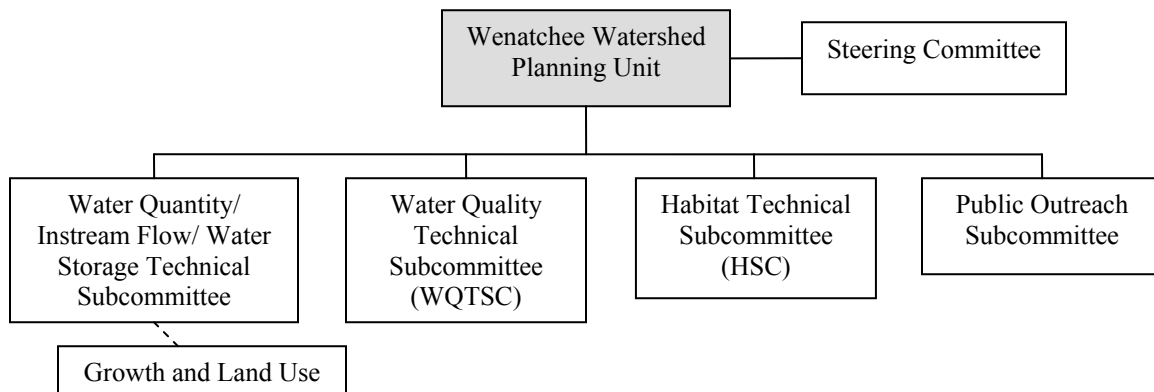 Wenatchee Watershed
Planning Unit
Steering Committee
Water Quantity/
Instream Flow/ Water
Storage Technical
Subcommittee
Water Quality
Technical
Subcommittee
(WQTSC)
Habitat Technical
Subcommittee
(HSC)
Public Outreach
Subcommittee
Growth and Land Use